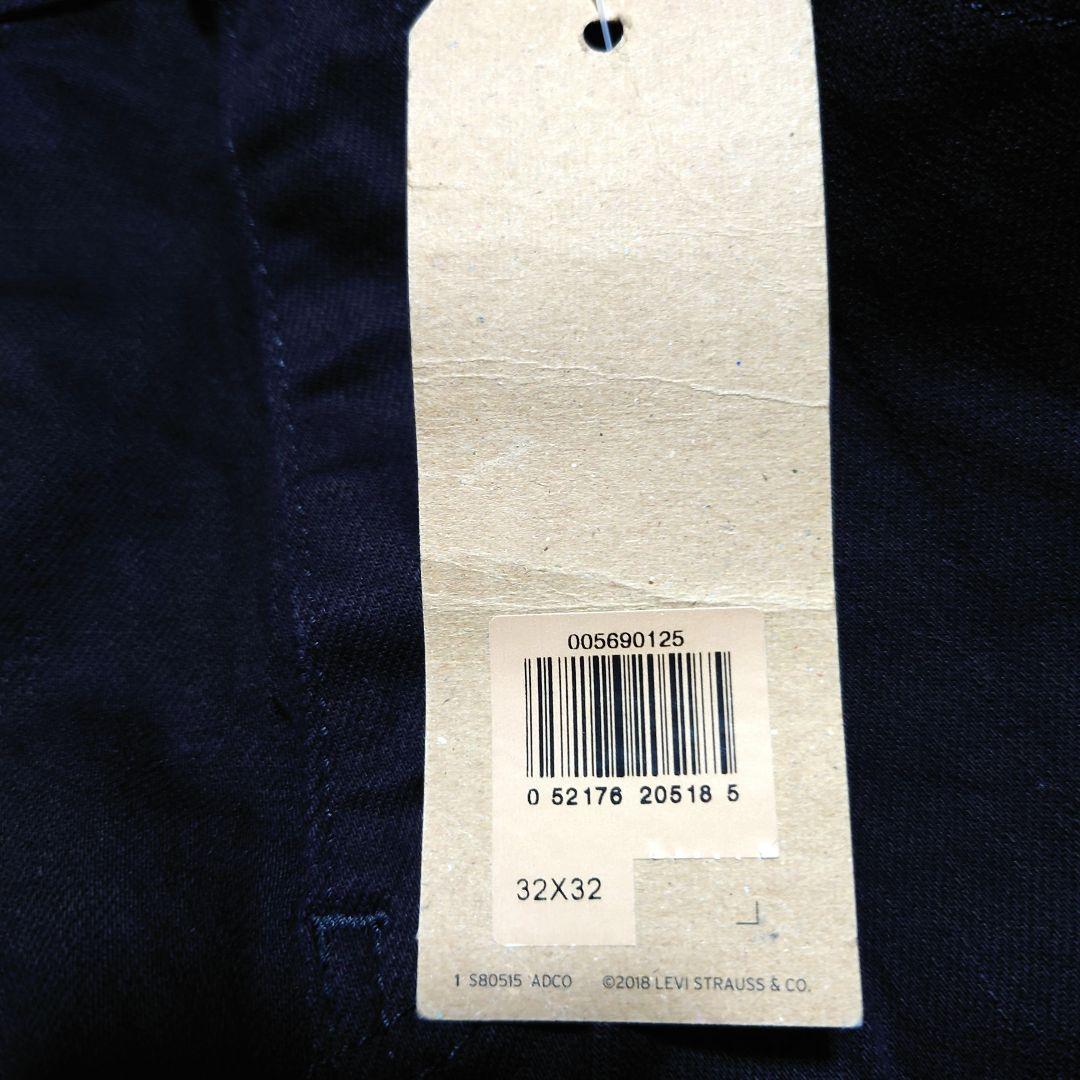 005690125
0 52176 20518 5
32X32
1 S80515 ADCO ©2018 LEVI STRAUSS & CO.